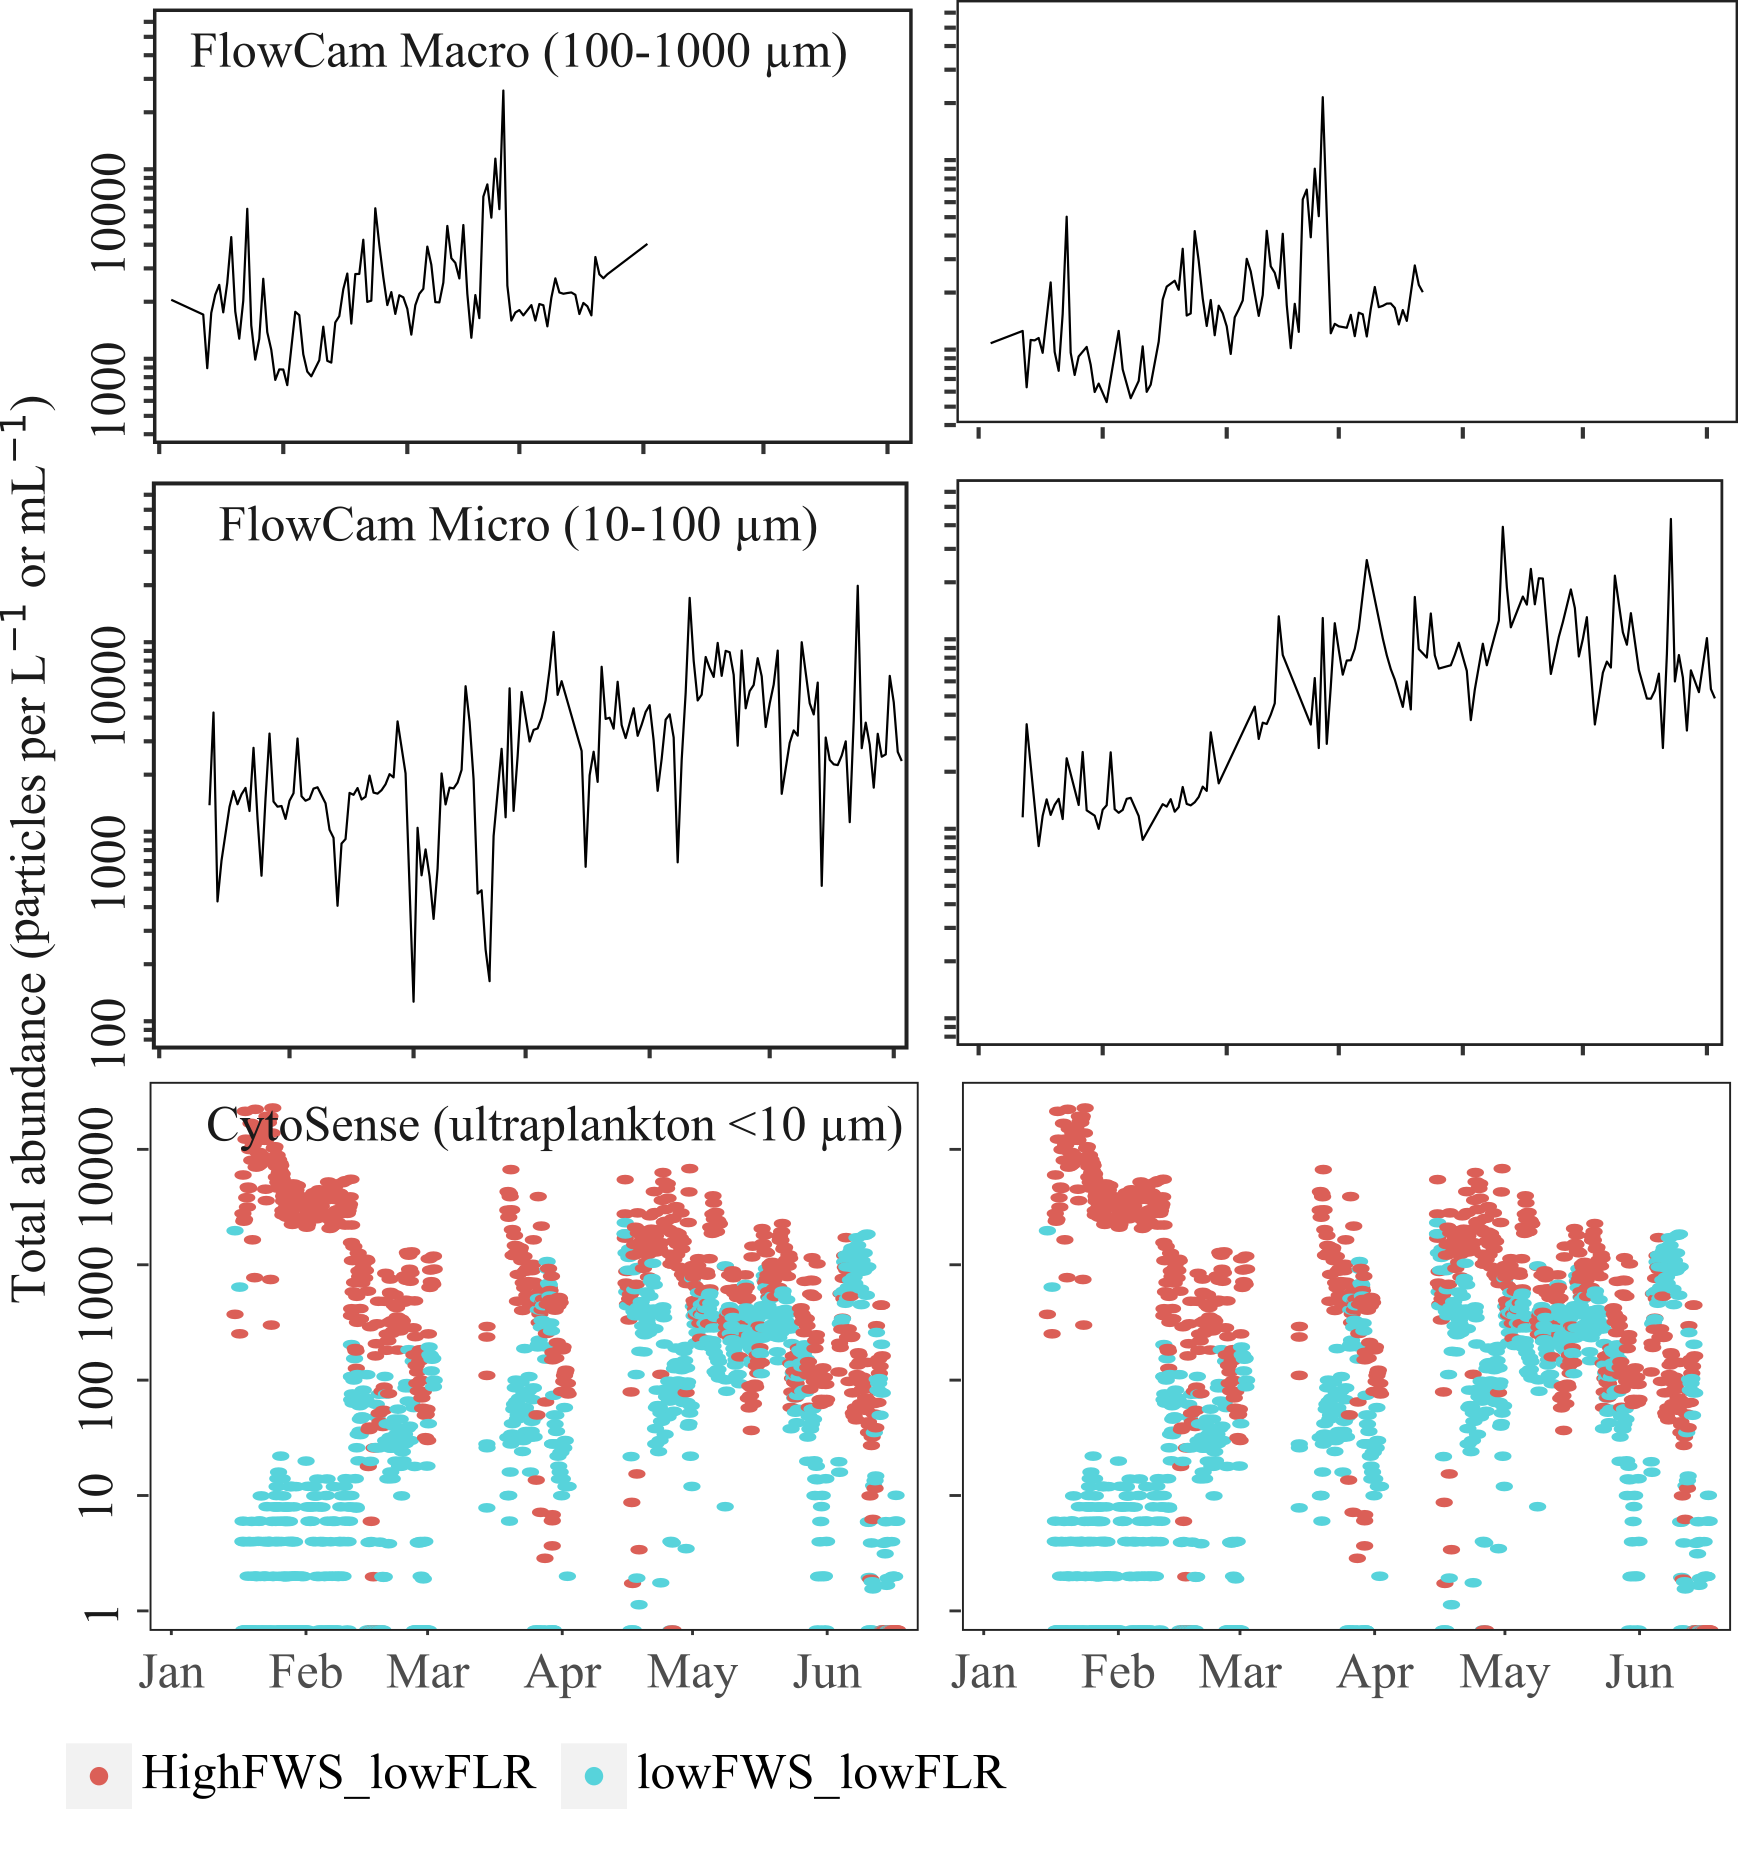 FlowCam Macro (100-1000 µm)
10000
1000
FlowCam Micro (10-100 µm)
10000
1000
100
Total abundance (particles per L⁻¹ or mL⁻¹)
CytoSense (ultraplankton <10 µm)
10000
1000
100
10
1
Jan Feb Mar Apr May Jun
Jan Feb Mar Apr May Jun
HighFWS_lowFLR lowFWS_lowFLR